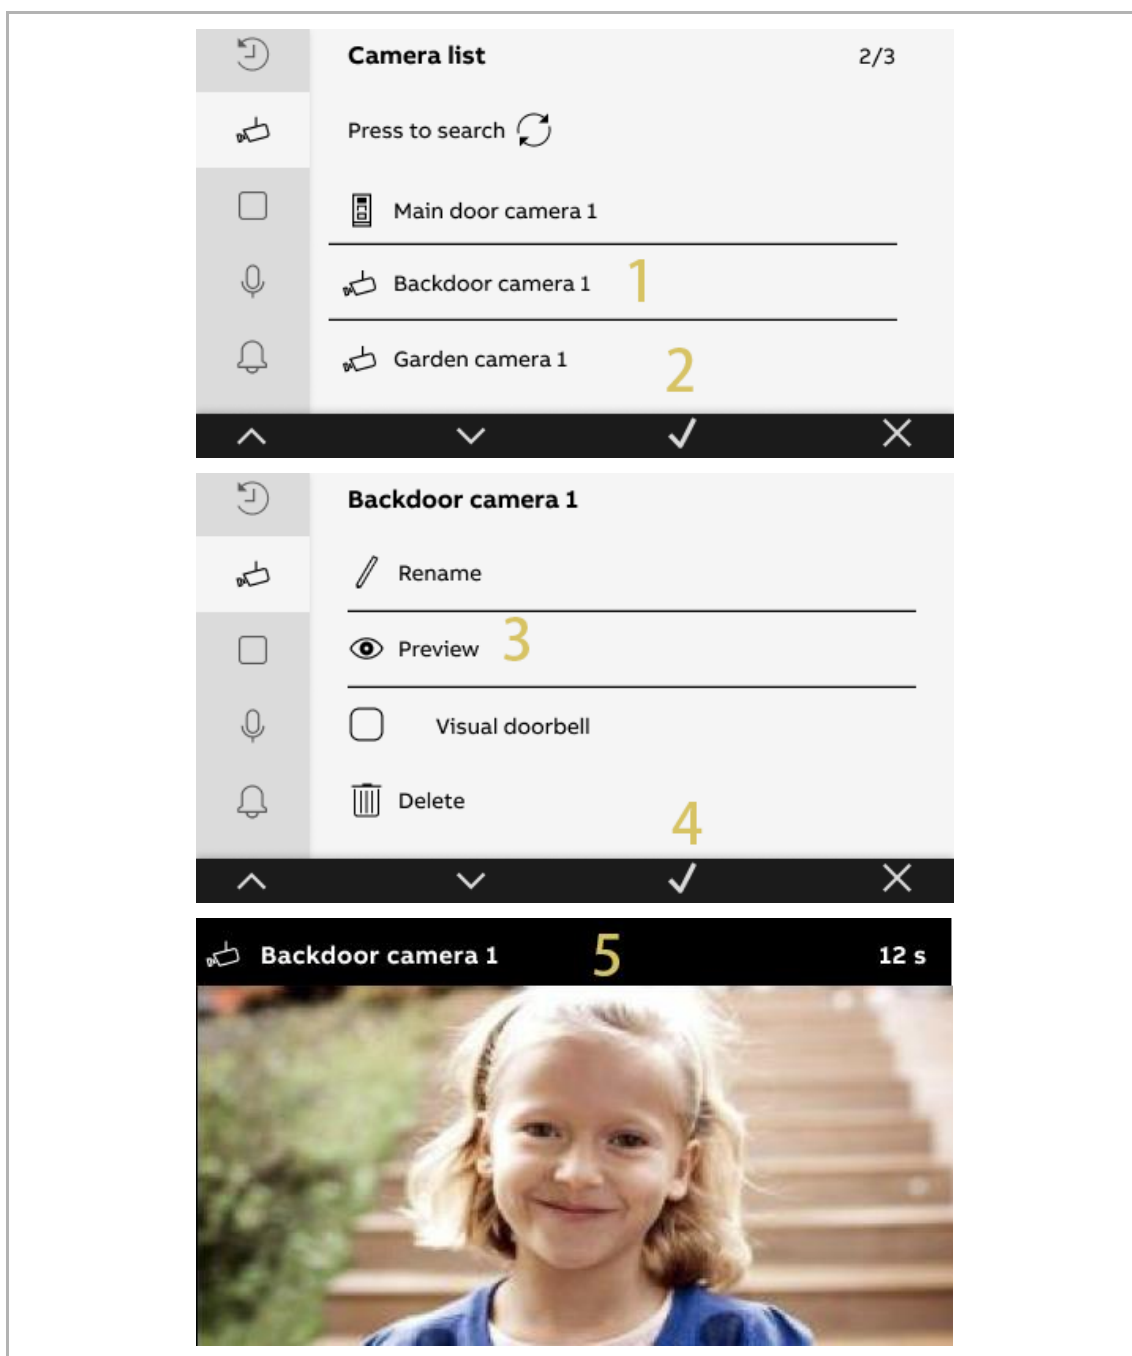 Camera list 2/3
Press to search
Main door camera 1
Backdoor camera 1 1
Garden camera 1 2
Backdoor camera 1
Rename
Preview 3
Visual doorbell
Delete
4
Backdoor camera 1 5 12 s